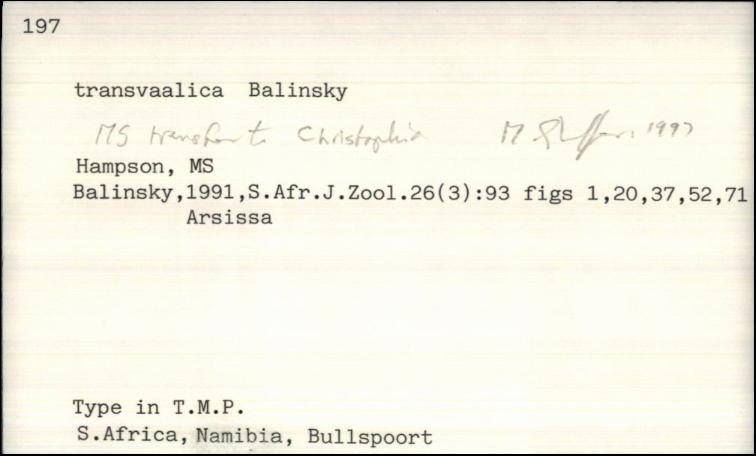 197
transvaalica Balinsky
MS transfer to Christophia M. 1997
Hampson, MS
Balinsky,1991,S.Afr.J.Zool.26(3):93 figs 1,20,37,52,71
Arsissa
Type in T.M.P.
S.Africa, Namibia, Bullspoort